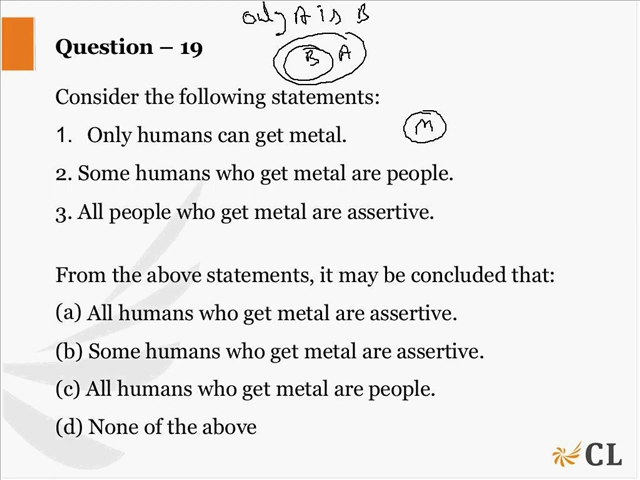 only A is B
Question – 19
B A
Consider the following statements:
1. Only humans can get metal.
M
2. Some humans who get metal are people.
3. All people who get metal are assertive.
From the above statements, it may be concluded that:
(a) All humans who get metal are assertive.
(b) Some humans who get metal are assertive.
(c) All humans who get metal are people.
(d) None of the above
CL